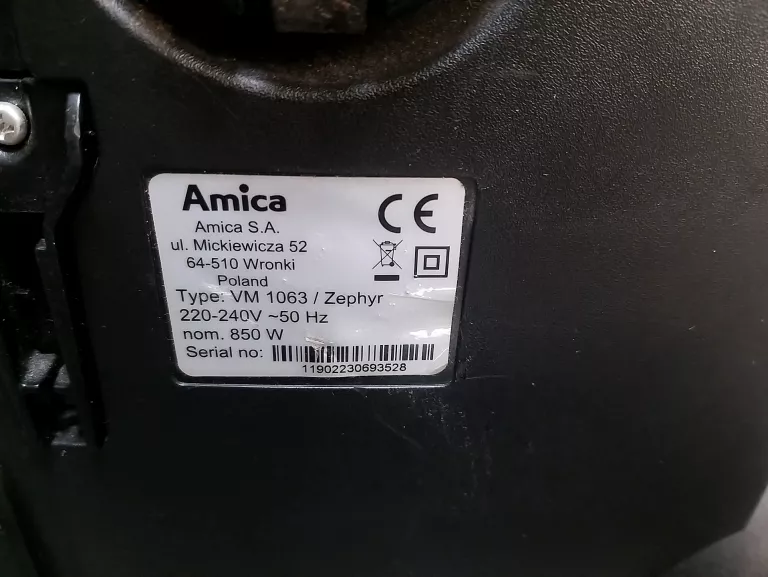 Amica
CE
Amica S.A.
ul. Mickiewicza 52
64-510 Wronki
Poland
Type: VM 1063 / Zephyr
220-240V ~50 Hz
nom. 850 W
Serial no:
11902230693528